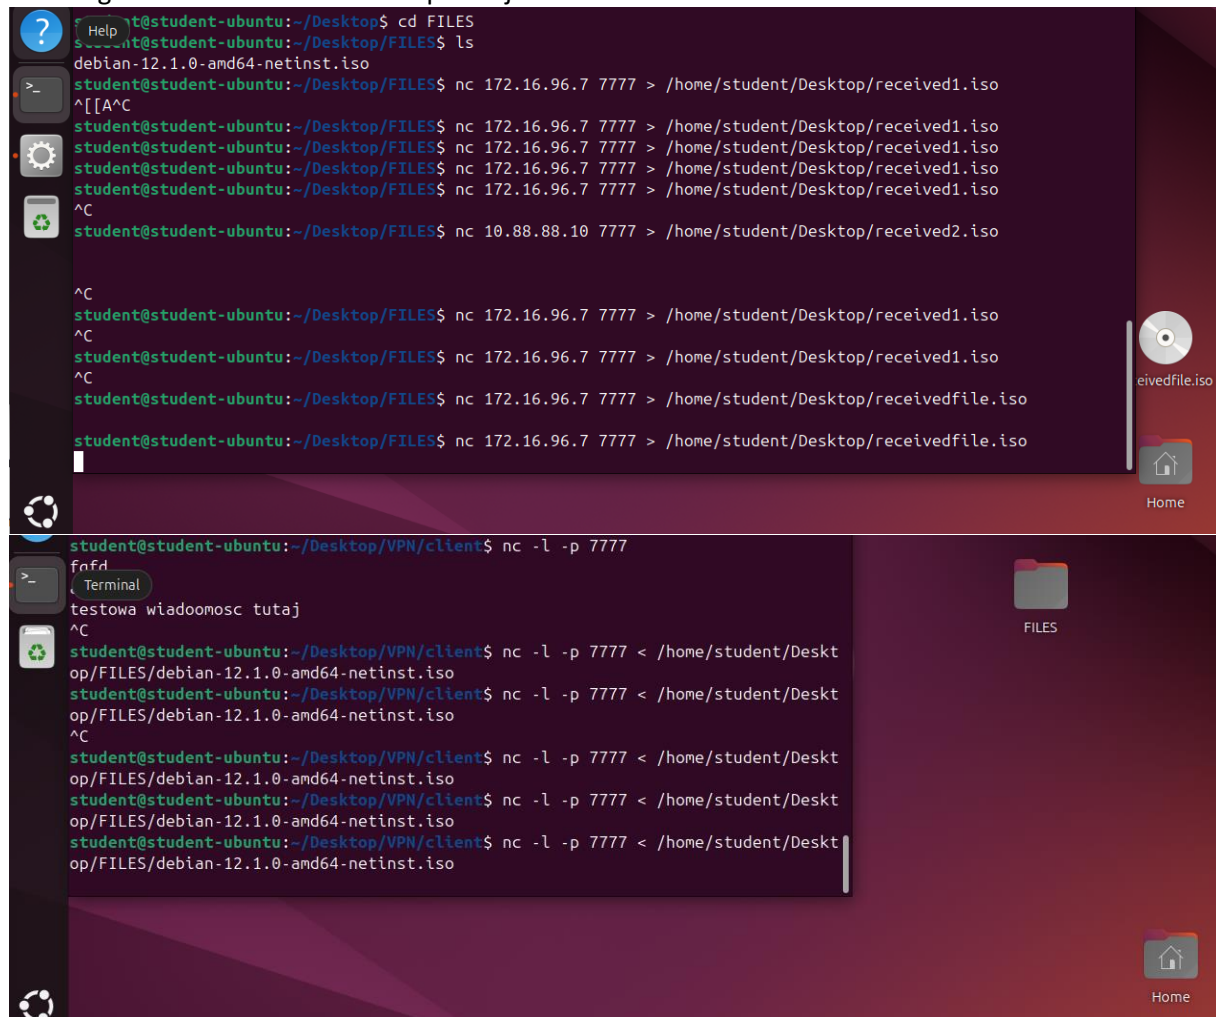 Help
student@student-ubuntu:~/Desktop$ cd FILES
student@student-ubuntu:~/Desktop/FILES$ ls
debian-12.1.0-amd64-netinst.iso
student@student-ubuntu:~/Desktop/FILES$ nc 172.16.96.7 7777 > /home/student/Desktop/received1.iso
^[[A^C
student@student-ubuntu:~/Desktop/FILES$ nc 172.16.96.7 7777 > /home/student/Desktop/received1.iso
student@student-ubuntu:~/Desktop/FILES$ nc 172.16.96.7 7777 > /home/student/Desktop/received1.iso
student@student-ubuntu:~/Desktop/FILES$ nc 172.16.96.7 7777 > /home/student/Desktop/received1.iso
student@student-ubuntu:~/Desktop/FILES$ nc 172.16.96.7 7777 > /home/student/Desktop/received1.iso
^C
student@student-ubuntu:~/Desktop/FILES$ nc 10.88.88.10 7777 > /home/student/Desktop/received2.iso
^C
student@student-ubuntu:~/Desktop/FILES$ nc 172.16.96.7 7777 > /home/student/Desktop/received1.iso
^C
student@student-ubuntu:~/Desktop/FILES$ nc 172.16.96.7 7777 > /home/student/Desktop/received1.iso
^C
student@student-ubuntu:~/Desktop/FILES$ nc 172.16.96.7 7777 > /home/student/Desktop/receivedfile.iso
student@student-ubuntu:~/Desktop/FILES$ nc 172.16.96.7 7777 > /home/student/Desktop/receivedfile.iso
eivedfile.iso
Home
student@student-ubuntu:~/Desktop/VPN/client$ nc -l -p 7777
fgfd
Terminal
testowa wiadoomosc tutaj
^C
student@student-ubuntu:~/Desktop/VPN/client$ nc -l -p 7777 < /home/student/Deskt
op/FILES/debian-12.1.0-amd64-netinst.iso
student@student-ubuntu:~/Desktop/VPN/client$ nc -l -p 7777 < /home/student/Deskt
op/FILES/debian-12.1.0-amd64-netinst.iso
^C
student@student-ubuntu:~/Desktop/VPN/client$ nc -l -p 7777 < /home/student/Deskt
op/FILES/debian-12.1.0-amd64-netinst.iso
student@student-ubuntu:~/Desktop/VPN/client$ nc -l -p 7777 < /home/student/Deskt
op/FILES/debian-12.1.0-amd64-netinst.iso
student@student-ubuntu:~/Desktop/VPN/client$ nc -l -p 7777 < /home/student/Deskt
op/FILES/debian-12.1.0-amd64-netinst.iso
FILES
Home